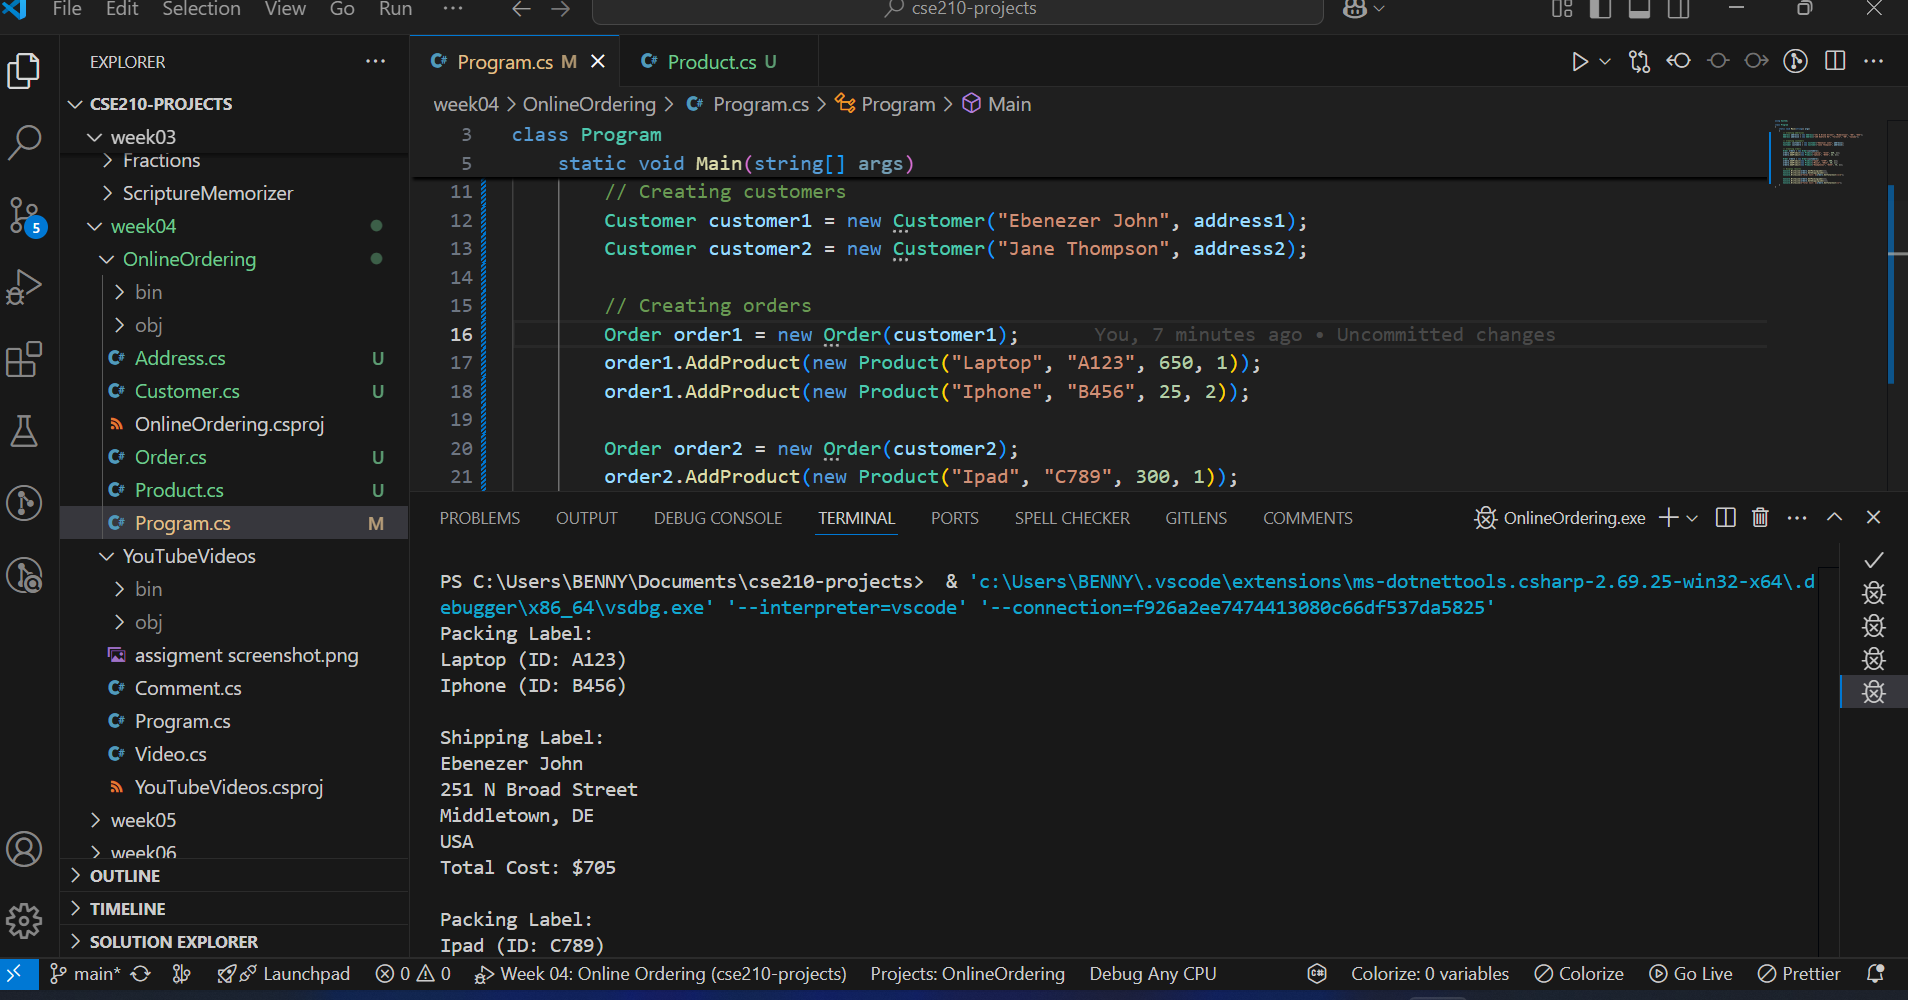 File Edit Selection View Go Run ··· cse210-projects
EXPLORER ···
CSE210-PROJECTS
week03
Fractions
ScriptureMemorizer
week04
OnlineOrdering
bin
obj
Address.cs U
Customer.cs U
OnlineOrdering.csproj
Order.cs U
Product.cs U
Program.cs M
YouTubeVideos
bin
obj
assigment screenshot.png
Comment.cs
Program.cs
Video.cs
YouTubeVideos.csproj
week05
week06
OUTLINE
TIMELINE
SOLUTION EXPLORER
5
Program.cs M Product.cs U
week04 > OnlineOrdering > Program.cs > Program > Main
3 class Program
5 static void Main(string[] args)
11 // Creating customers
12 Customer customer1 = new Customer("Ebenezer John", address1);
13 Customer customer2 = new Customer("Jane Thompson", address2);
14
15 // Creating orders
16 Order order1 = new Order(customer1); You, 7 minutes ago • Uncommitted changes
17 order1.AddProduct(new Product("Laptop", "A123", 650, 1));
18 order1.AddProduct(new Product("Iphone", "B456", 25, 2));
19
20 Order order2 = new Order(customer2);
21 order2.AddProduct(new Product("Ipad", "C789", 300, 1));
PROBLEMS OUTPUT DEBUG CONSOLE TERMINAL PORTS SPELL CHECKER GITLENS COMMENTS OnlineOrdering.exe
PS C:\Users\BENNY\Documents\cse210-projects> & 'c:\Users\BENNY\.vscode\extensions\ms-dotnettools.csharp-2.69.25-win32-x64\.d
ebugger\x86_64\vsdbg.exe' '--interpreter=vscode' '--connection=f926a2ee7474413080c66df537da5825'
Packing Label:
Laptop (ID: A123)
Iphone (ID: B456)
Shipping Label:
Ebenezer John
251 N Broad Street
Middletown, DE
USA
Total Cost: $705
Packing Label:
Ipad (ID: C789)
main* Launchpad 0 0 Week 04: Online Ordering (cse210-projects) Projects: OnlineOrdering Debug Any CPU Colorize: 0 variables Colorize Go Live Prettier